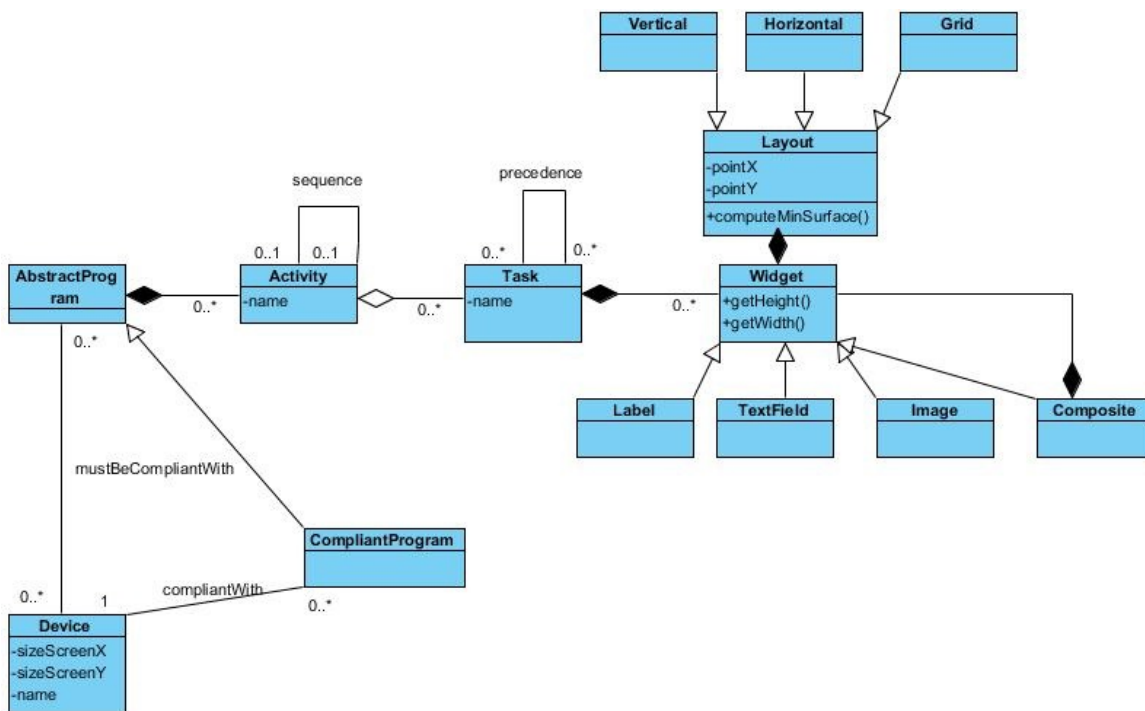 Vertical
Horizontal
Grid
Layout
-pointX
-pointY
+computeMinSurface()
sequence
precedence
0..1
0..1
0..*
0..*
AbstractProg
ram
Activity
-name
Task
-name
Widget
+getHeight()
+getWidth()
0..*
0..*
0..*
0..*
Label
TextField
Image
Composite
mustBeCompliantWith
CompliantProgram
compliantWith
0..*
1
0..*
Device
-sizeScreenX
-sizeScreenY
-name